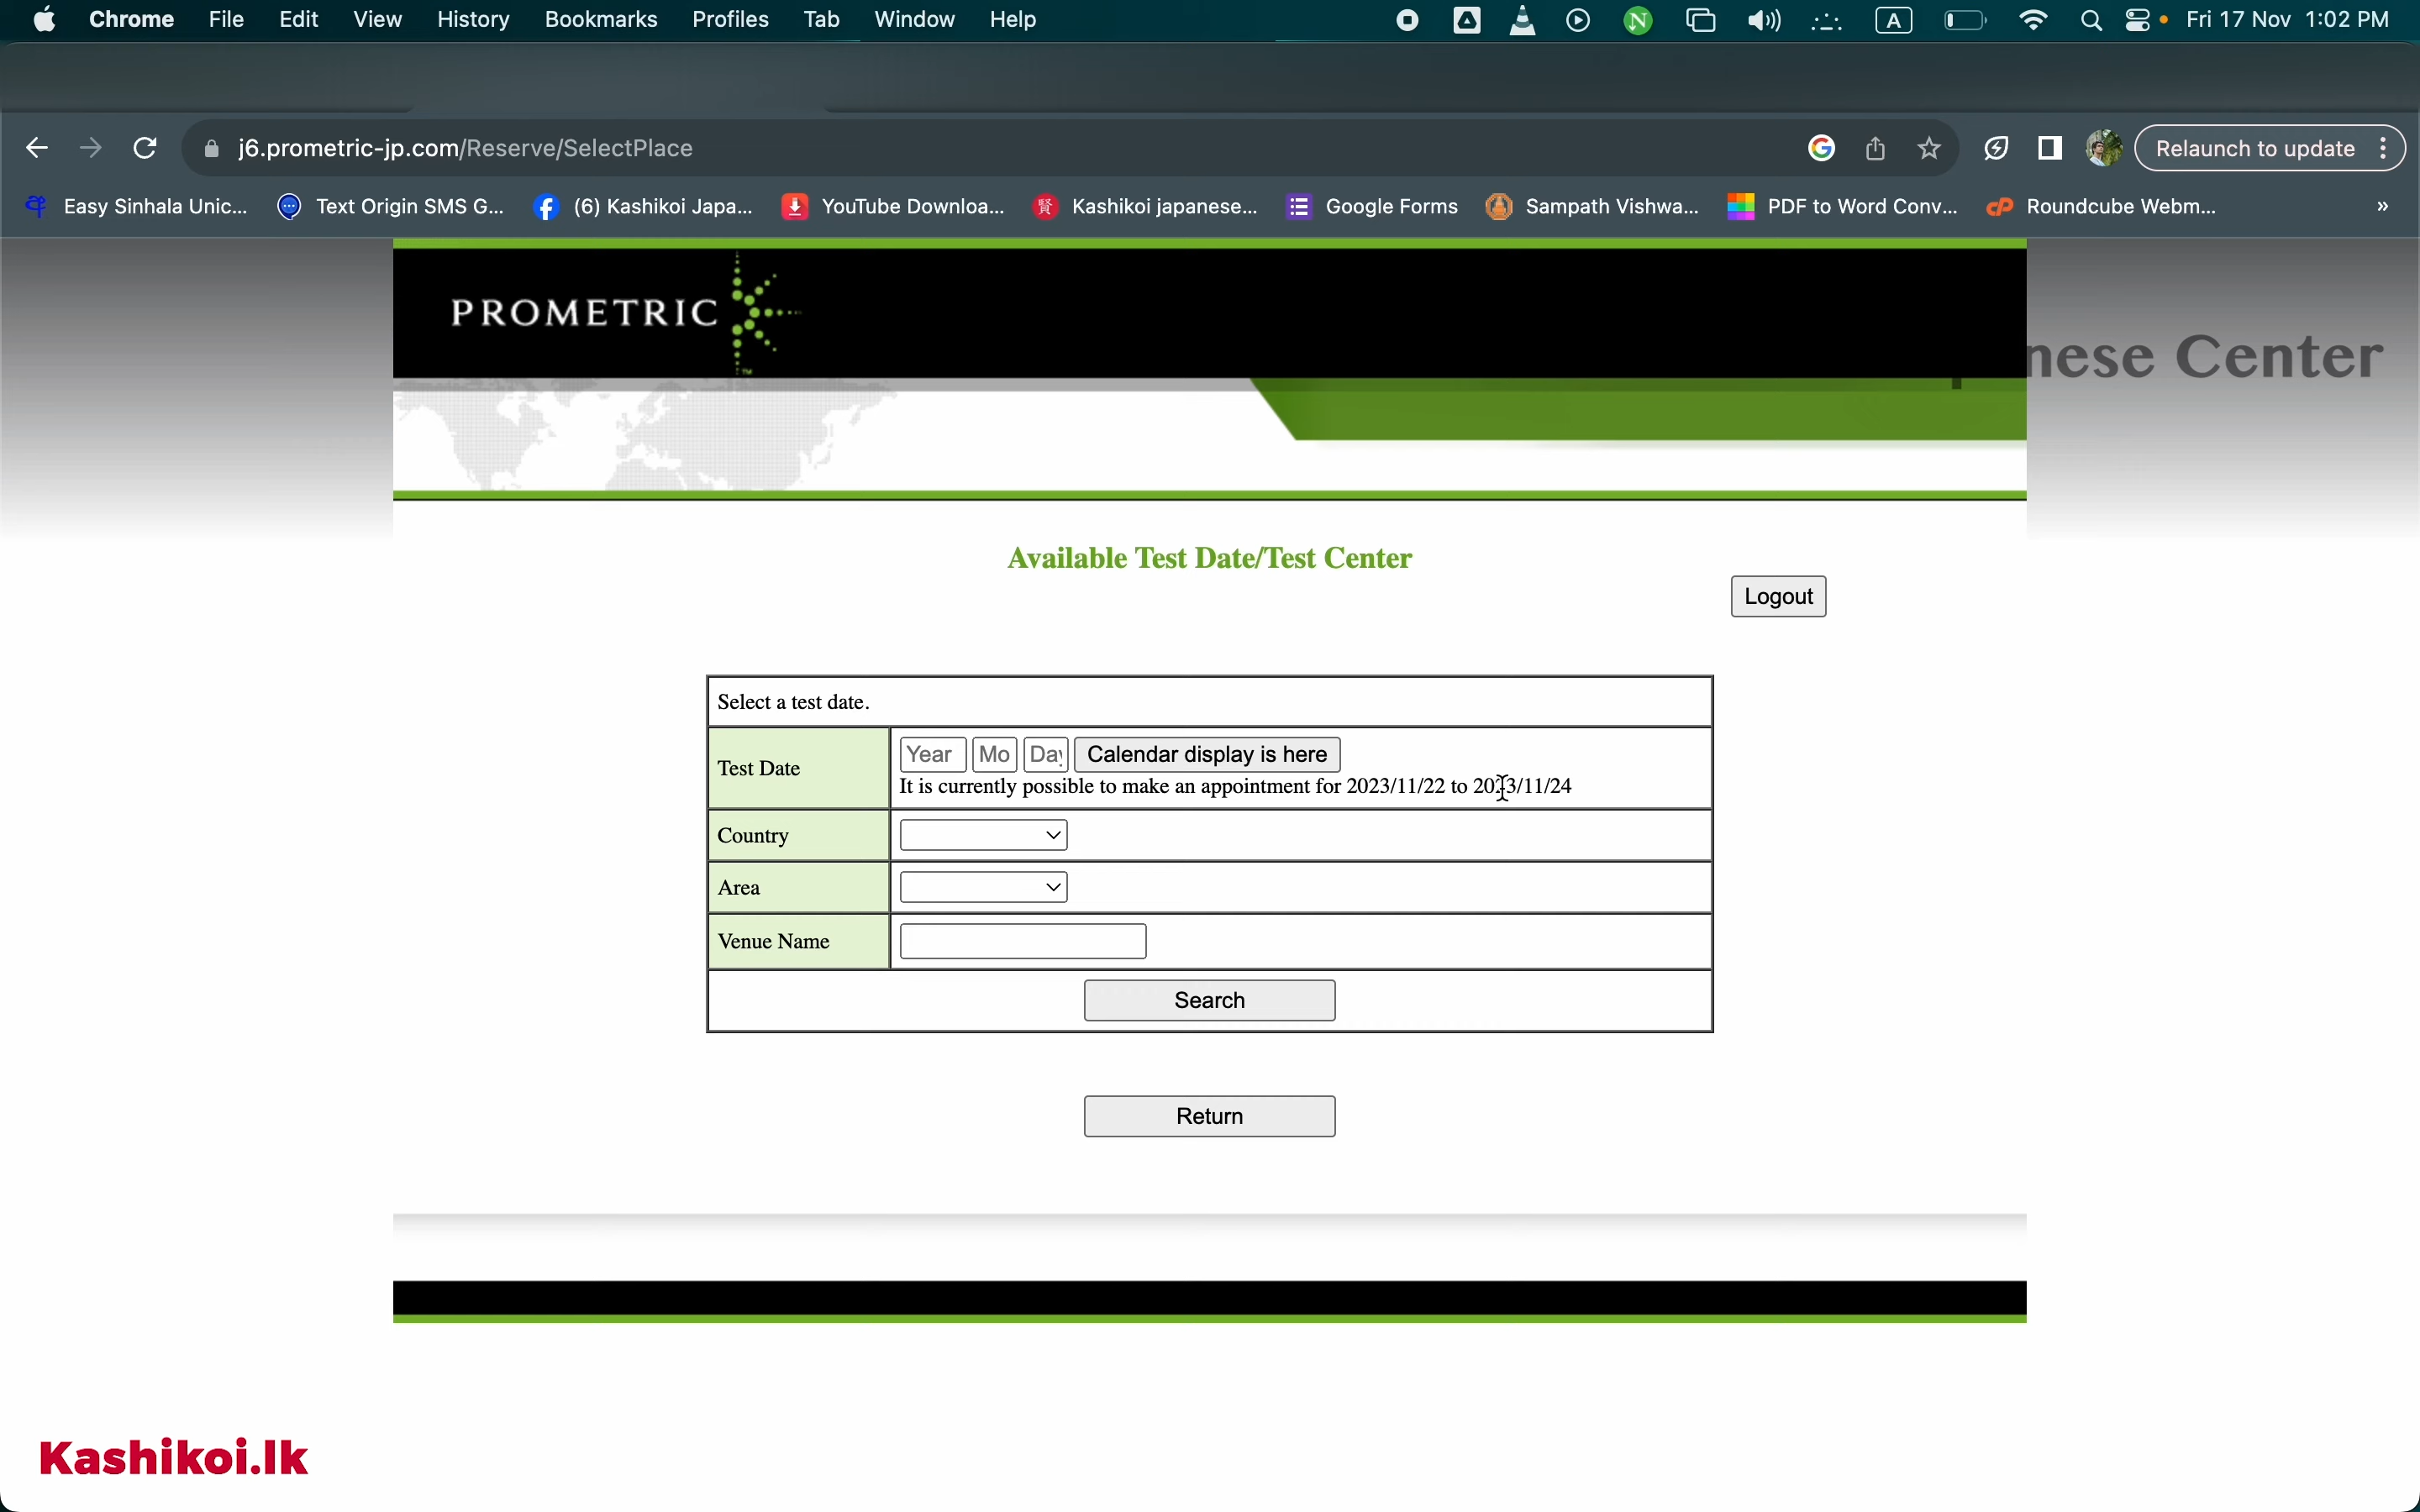 Chrome File Edit View History Bookmarks Profiles Tab Window Help A Fri 17 Nov 1:02 PM
j6.prometric-jp.com/Reserve/SelectPlace Relaunch to update
Easy Sinhala Unic... Text Origin SMS G... (6) Kashikoi Japa... YouTube Downloa... 賢 Kashikoi japanese... Google Forms Sampath Vishwa... PDF to Word Conv... Roundcube Webm... »
PROMETRIC
nese Center
Available Test Date/Test Center
Logout
Select a test date.
Test Date Year Mo Day Calendar display is here
It is currently possible to make an appointment for 2023/11/22 to 2023/11/24
Country
Area
Venue Name
Search
Return
Kashikoi.lk